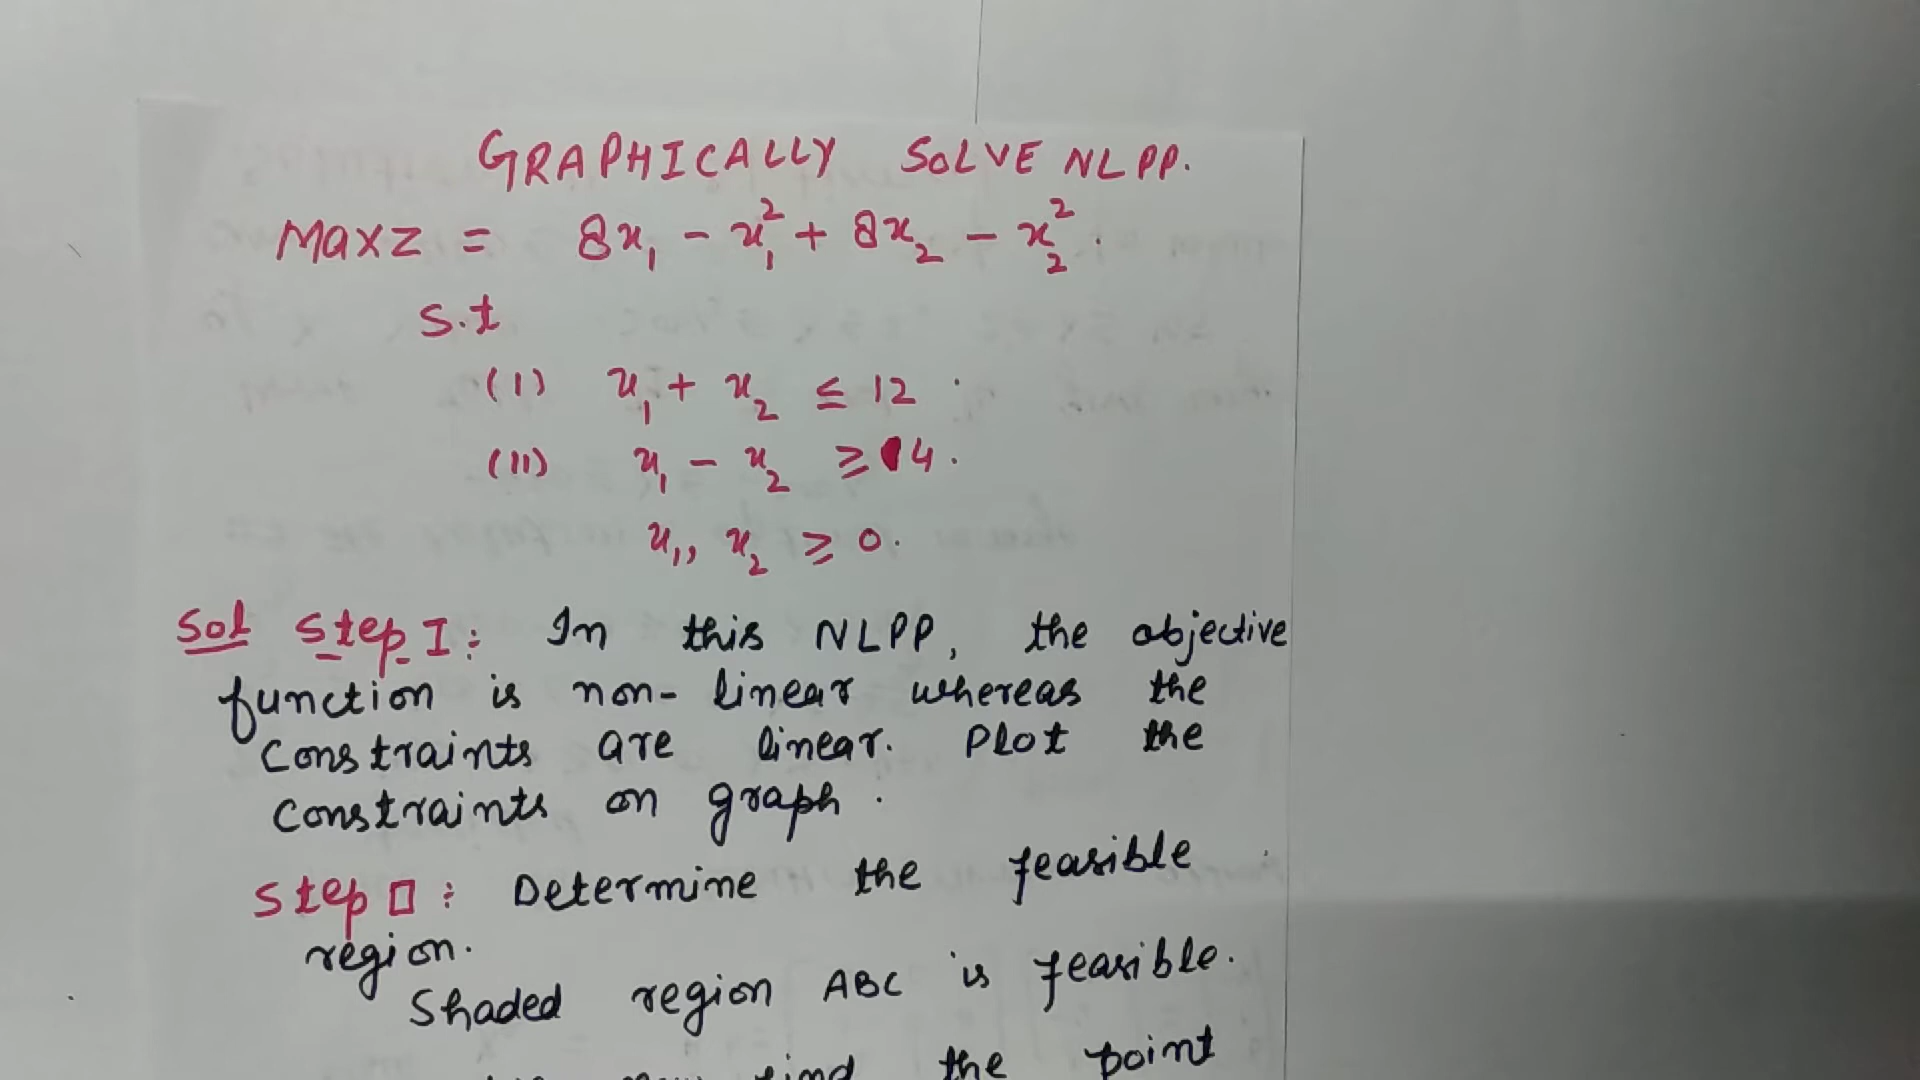 GRAPHICALLY SOLVE NLPP.
Max z = 8x₁ - x₁² + 8x₂ - x₂².
s.t
(I) x₁ + x₂ ≤ 12.
(II) x₁ - x₂ ≥ 4.
x₁, x₂ ≥ 0.
Sol Step I: In this NLPP, the objective
function is non-linear whereas the
constraints are linear. Plot the
constraints on graph.
Step II: Determine the feasible
region.
Shaded region ABC is feasible.
find the point